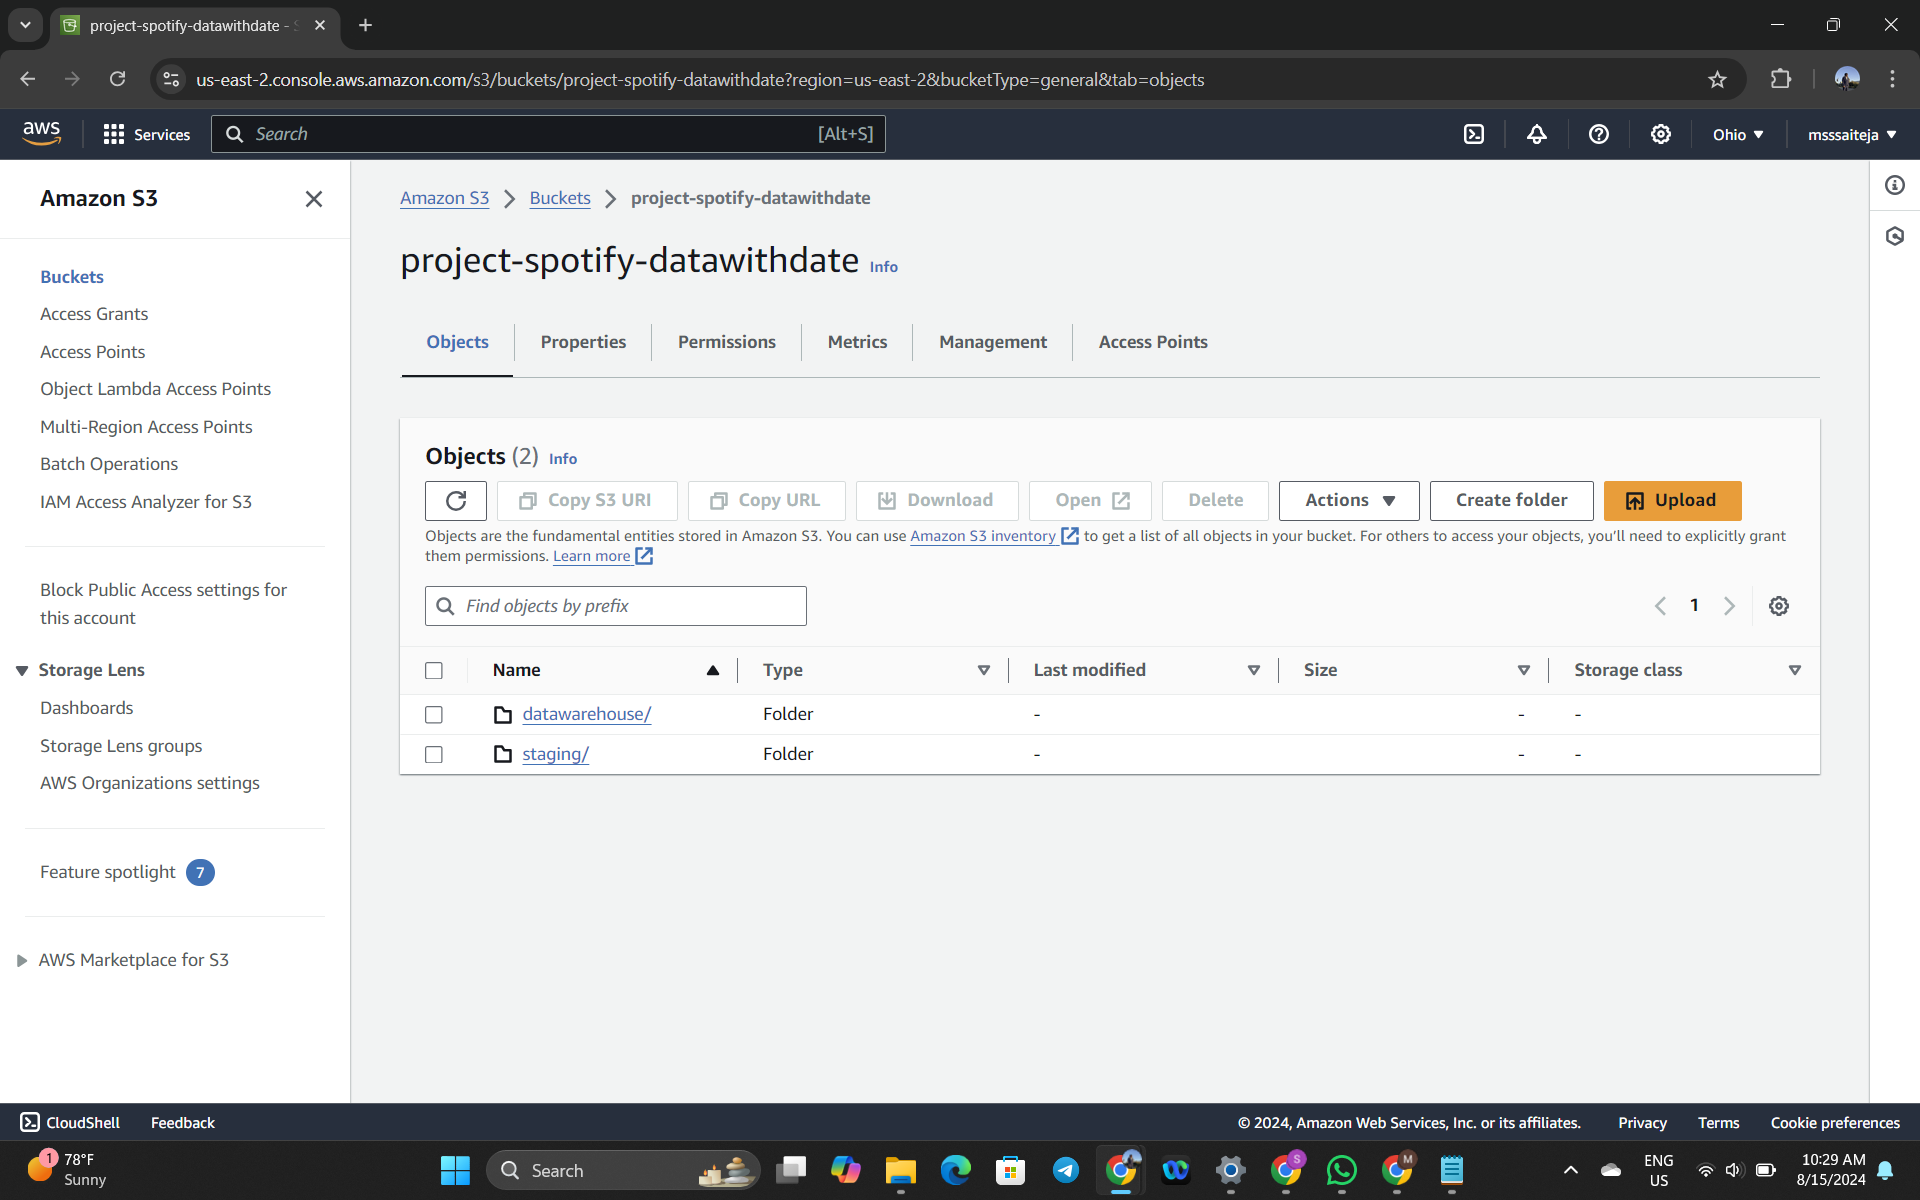 project-spotify-datawithdate - S
us-east-2.console.aws.amazon.com/s3/buckets/project-spotify-datawithdate?region=us-east-2&bucketType=general&tab=objects
aws
Services
Search
[Alt+S]
Ohio
msssaiteja
Amazon S3
Buckets
Access Grants
Access Points
Object Lambda Access Points
Multi-Region Access Points
Batch Operations
IAM Access Analyzer for S3
Block Public Access settings for
this account
Storage Lens
Dashboards
Storage Lens groups
AWS Organizations settings
Feature spotlight 7
AWS Marketplace for S3
Amazon S3 > Buckets > project-spotify-datawithdate
project-spotify-datawithdate Info
Objects
Properties
Permissions
Metrics
Management
Access Points
Objects (2) Info
Copy S3 URI
Copy URL
Download
Open
Delete
Actions
Create folder
Upload
Objects are the fundamental entities stored in Amazon S3. You can use Amazon S3 inventory to get a list of all objects in your bucket. For others to access your objects, you'll need to explicitly grant
them permissions. Learn more
Find objects by prefix
1
Name Type Last modified Size Storage class
datawarehouse/ Folder - - -
staging/ Folder - - -
CloudShell
Feedback
© 2024, Amazon Web Services, Inc. or its affiliates.
Privacy
Terms
Cookie preferences
1
78°F
Sunny
Search
S
M
ENG
US
10:29 AM
8/15/2024